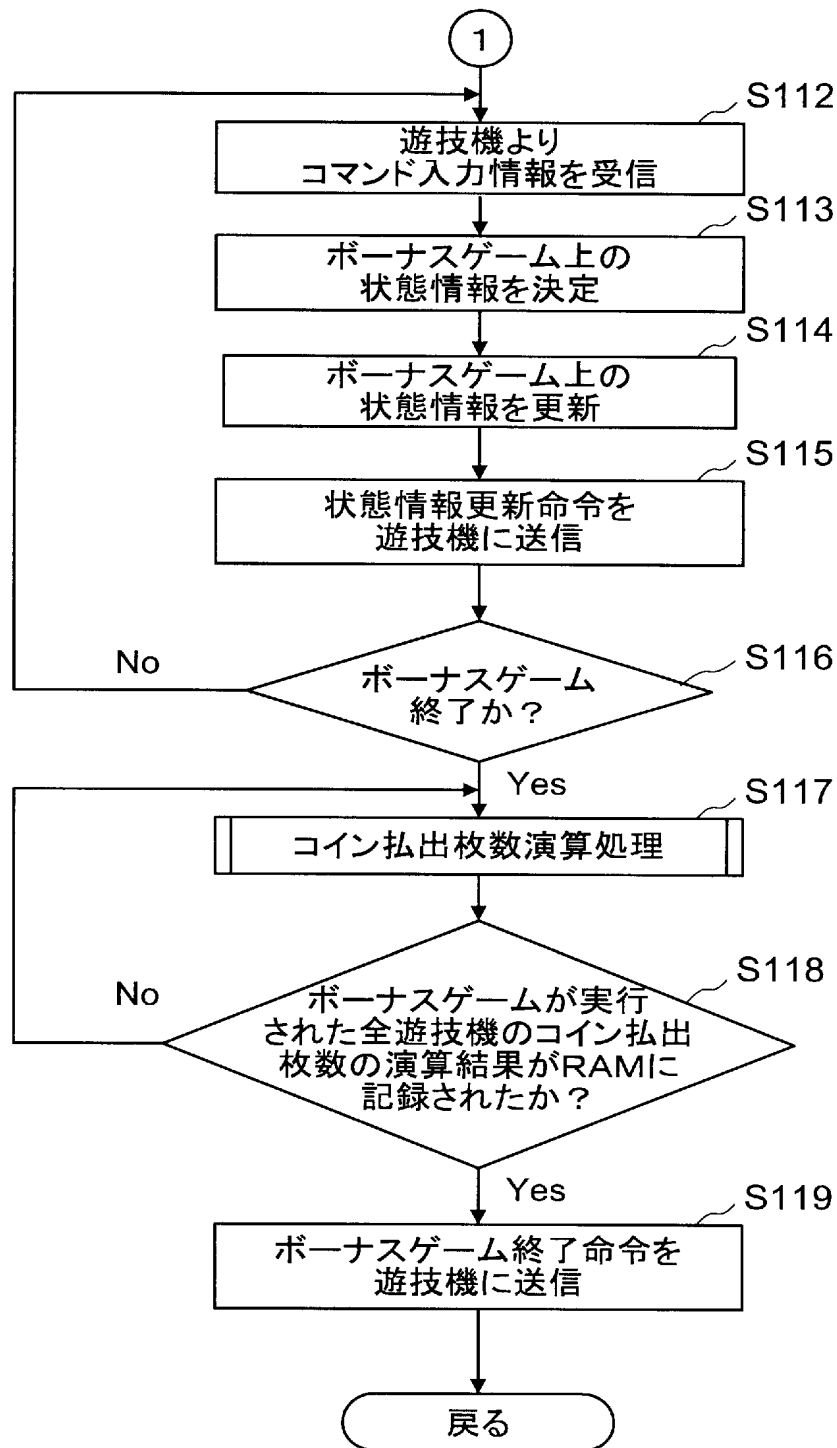 1
S112
遊技機より
コマンド入力情報を受信
S113
ボーナスゲーム上の
状態情報を決定
S114
ボーナスゲーム上の
状態情報を更新
S115
状態情報更新命令を
遊技機に送信
S116
No
ボーナスゲーム
終了か？
Yes
S117
コイン払出枚数演算処理
S118
No
ボーナスゲームが実行
された全遊技機のコイン払出
枚数の演算結果がRAMに
記録されたか？
Yes
S119
ボーナスゲーム終了命令を
遊技機に送信
戻る